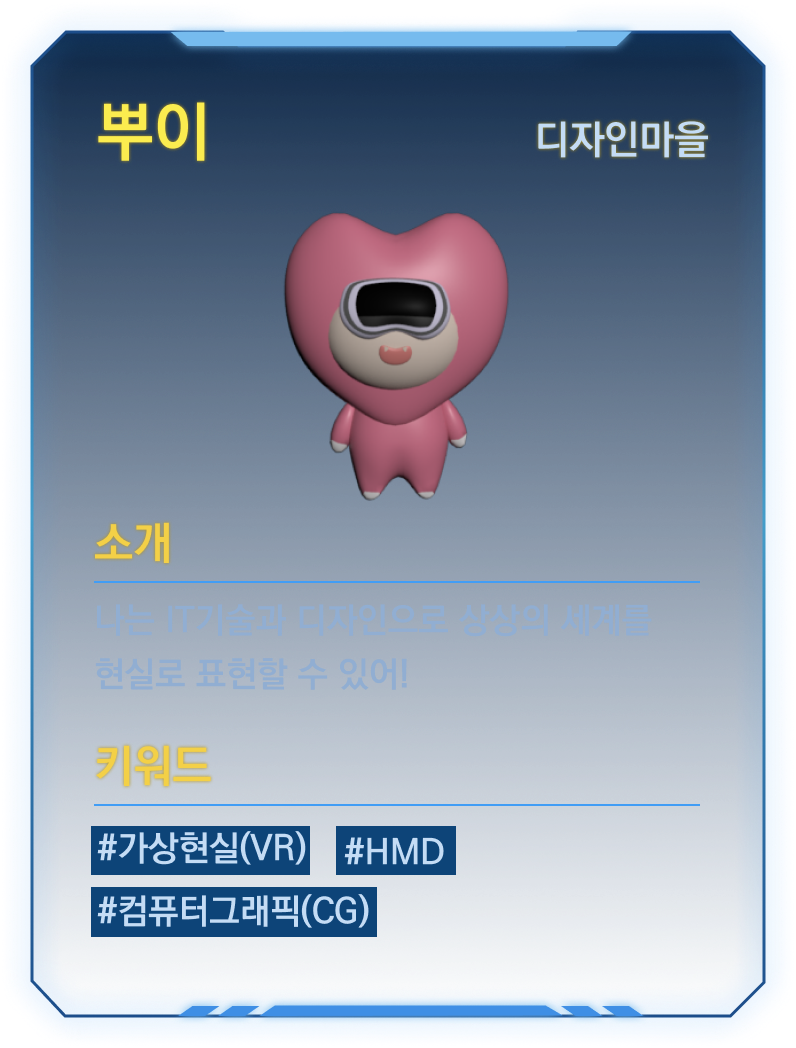 뿌이
디자인마을
소개
나는 IT기술과 디자인으로 상상의 세계를
현실로 표현할 수 있어!
키워드
#가상현실(VR) #HMD
#컴퓨터그래픽(CG)